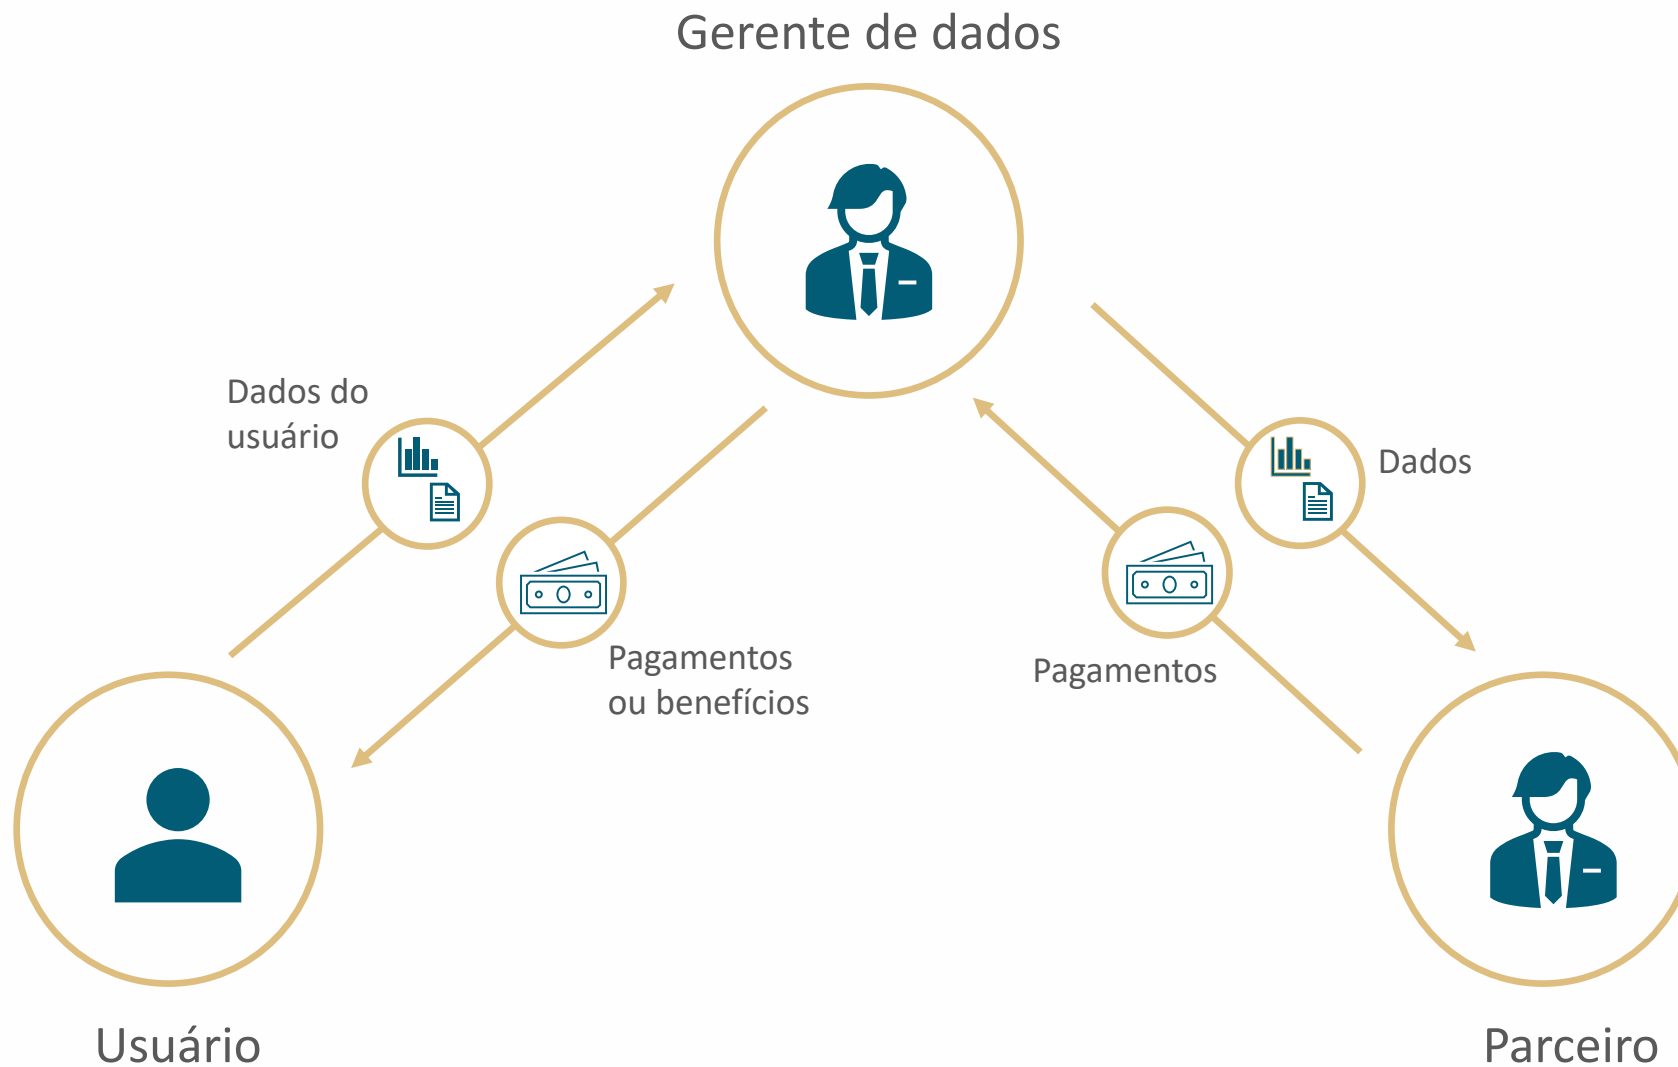 Gerente de dados
Dados do
usuário
Dados
Pagamentos
ou benefícios
Pagamentos
Usuário
Parceiro